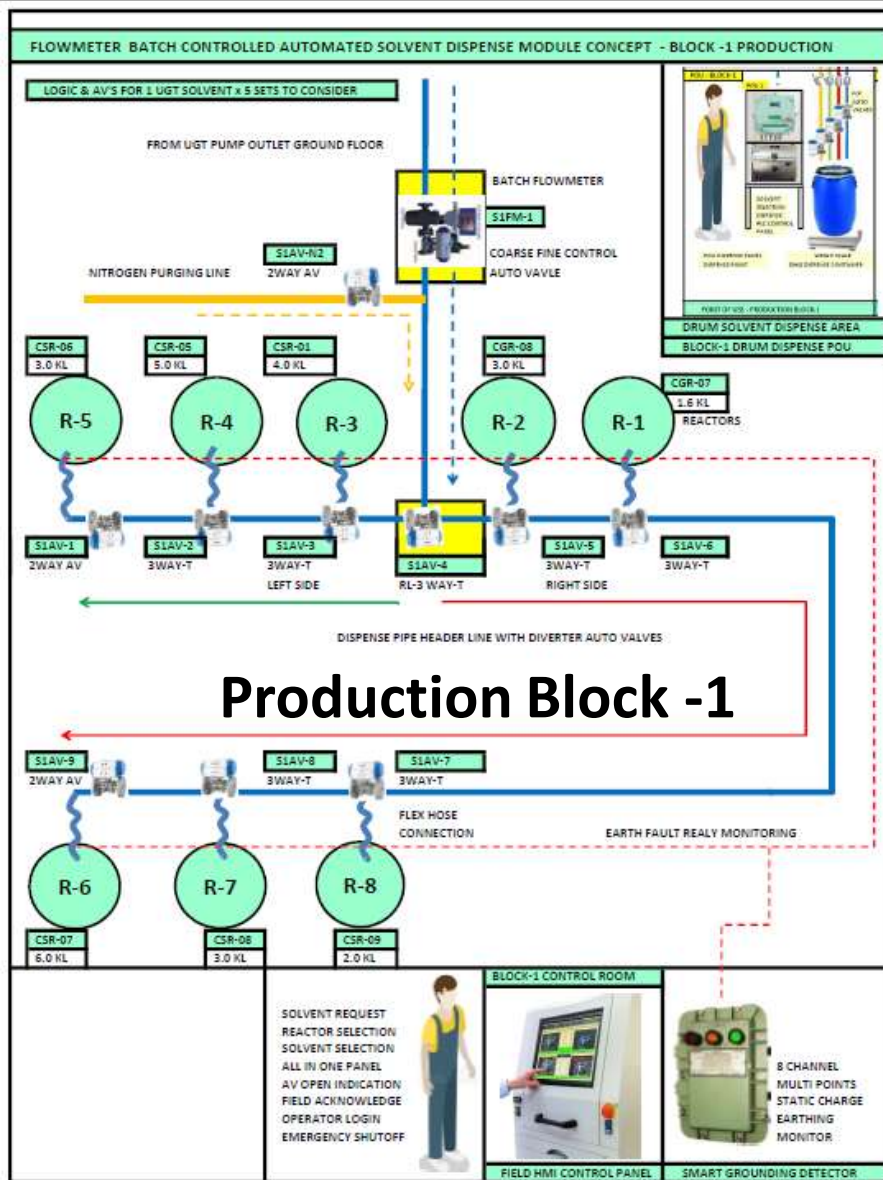 FLOWMETER BATCH CONTROLLED AUTOMATED SOLVENT DISPENSE MODULE CONCEPT - BLOCK -1 PRODUCTION
LOGIC & AV'S FOR 1 UGT SOLVENT x 5 SETS TO CONSIDER
FROM UGT PUMP OUTLET GROUND FLOOR
BATCH FLOWMETER
S1FM-1
COARSE FINE CONTROL
AUTO VAVLE
S1AV-N2
2WAY AV
NITROGEN PURGING LINE
POU - BLOCK-1
AUTO
VALVES
SOLVENT
SELECTION
DISPENSE
CONTROL
PANEL
POINT OF USE - PRODUCTION BLOCK-1
DRUM SOLVENT DISPENSE AREA
BLOCK-1 DRUM DISPENSE POU
CSR-06
3.0 KL
CSR-05
5.0 KL
CSR-01
4.0 KL
CGR-08
3.0 KL
CGR-07
1.6 KL
REACTORS
R-5
R-4
R-3
R-2
R-1
S1AV-1
2WAY AV
S1AV-2
3WAY-T
S1AV-3
3WAY-T
LEFT SIDE
S1AV-4
RL-3 WAY-T
S1AV-5
3WAY-T
RIGHT SIDE
S1AV-6
3WAY-T
DISPENSE PIPE HEADER LINE WITH DIVERTER AUTO VALVES
Production Block -1
S1AV-9
2WAY AV
S1AV-8
3WAY-T
S1AV-7
3WAY-T
FLEX HOSE
CONNECTION
EARTH FAULT REALY MONITORING
R-6
R-7
R-8
CSR-07
6.0 KL
CSR-08
3.0 KL
CSR-09
2.0 KL
SOLVENT REQUEST
REACTOR SELECTION
SOLVENT SELECTION
ALL IN ONE PANEL
AV OPEN INDICATION
FIELD ACKNOWLEDGE
OPERATOR LOGIN
EMERGENCY SHUTOFF
BLOCK-1 CONTROL ROOM
FIELD HMI CONTROL PANEL
8 CHANNEL
MULTI POINTS
STATIC CHARGE
EARTHING
MONITOR
SMART GROUNDING DETECTOR